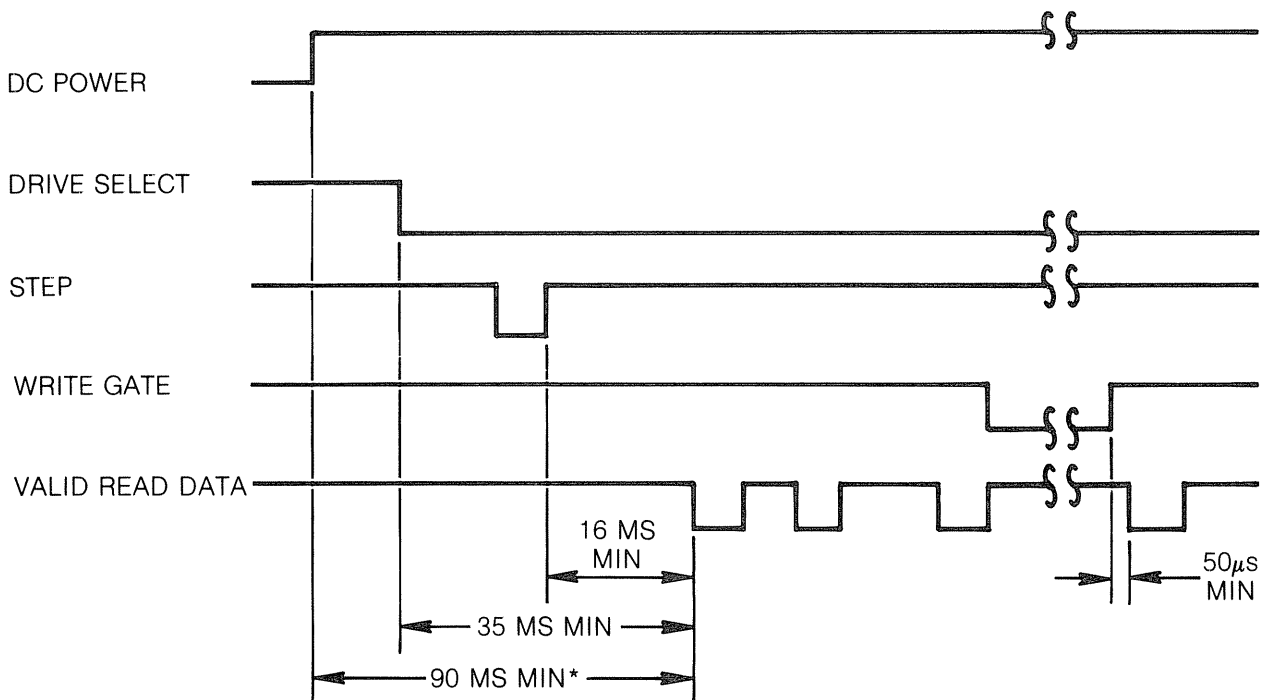 DC POWER
DRIVE SELECT
STEP
WRITE GATE
VALID READ DATA
16 MS
MIN
50μs
MIN
35 MS MIN
90 MS MIN*